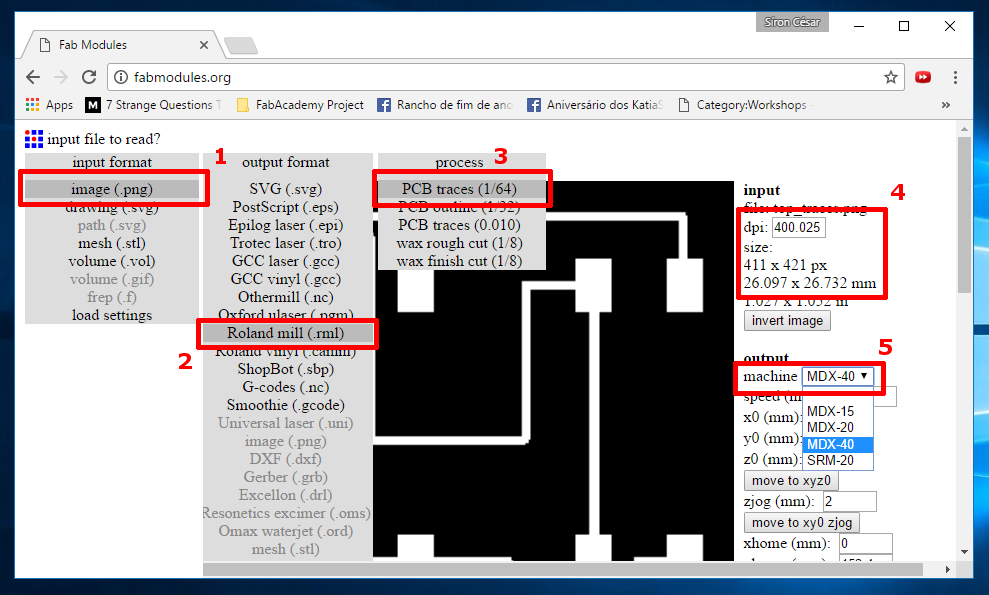 Síron César
Fab Modules
fabmodules.org
Apps
7 Strange Questions T
FabAcademy Project
Rancho de fim de ano
Aniversário dos KatiaS
Category:Workshops -
»
input file to read?
1
3
input format
output format
process
image (.png)
drawing (.svg)
path (.svg)
mesh (.stl)
volume (.vol)
volume (.gif)
frep (.f)
load settings
2
SVG (.svg)
PostScript (.eps)
Epilog laser (.epi)
Trotec laser (.tro)
GCC laser (.gcc)
GCC vinyl (.gcc)
Othermill (.nc)
Oxford ulaser (.pgm)
Roland mill (.rml)
Roland vinyl (.camm)
ShopBot (.sbp)
G-codes (.nc)
Smoothie (.gcode)
Universal laser (.uni)
image (.png)
DXF (.dxf)
Gerber (.grb)
Excellon (.drl)
Resonetics excimer (.oms)
Omax waterjet (.ord)
mesh (.stl)
PCB traces (1/64)
PCB outline (1/32)
PCB traces (0.010)
wax rough cut (1/8)
wax finish cut (1/8)
4
input
file: top_traces.png
dpi: 400.025
size:
411 x 421 px
26.097 x 26.732 mm
1.027 x 1.052 in
invert image
5
output
machine MDX-40
speed (m
MDX-15
MDX-20
MDX-40
SRM-20
x0 (mm):
y0 (mm):
z0 (mm):
move to xyz0
zjog (mm): 2
move to xy0 zjog
xhome (mm): 0